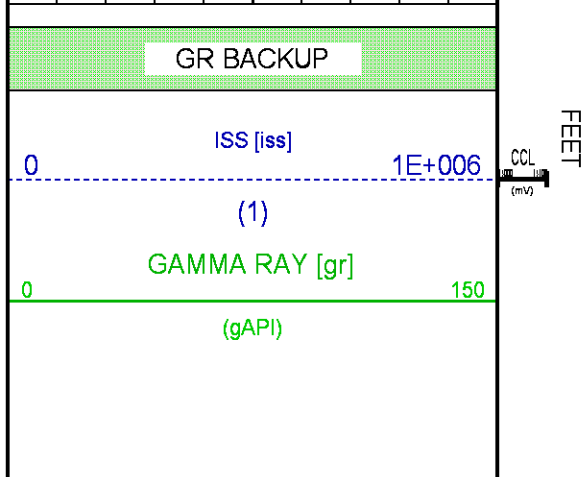 GR BACKUP
ISS [iss]
0 1E+006
(1)
GAMMA RAY [gr]
0 150
(gAPI)
CCL
(mV)
FEET